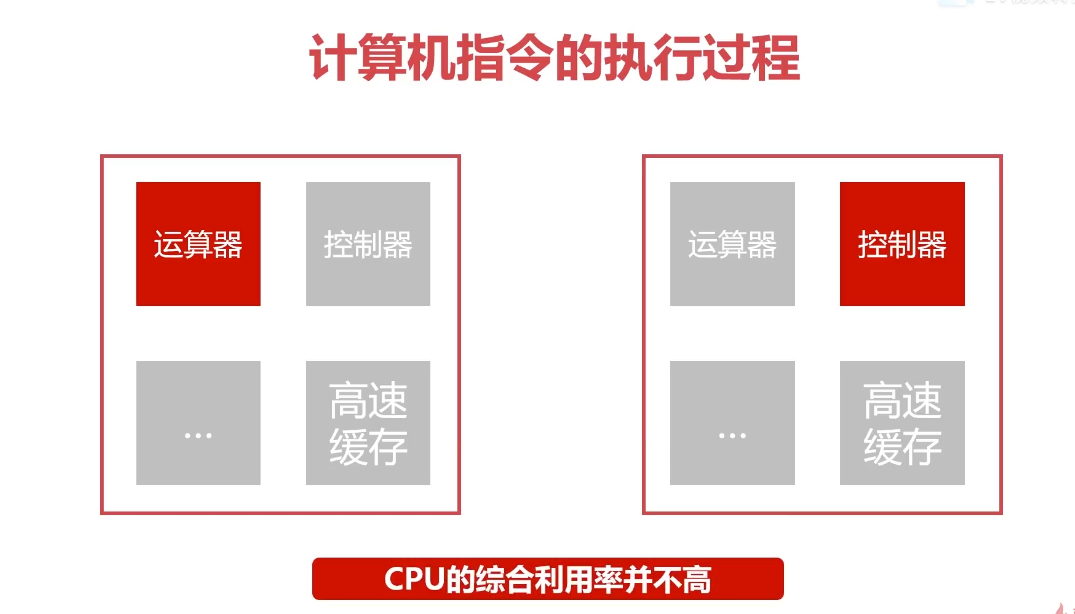 计算机指令的执行过程
运算器
控制器
运算器
控制器
...
高速
缓存
...
高速
缓存
CPU的综合利用率并不高